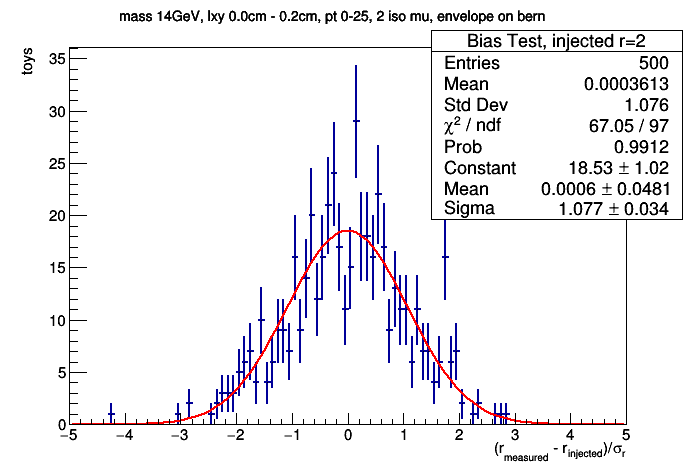 mass 14GeV, lxy 0.0cm - 0.2cm, pt 0-25, 2 iso mu, envelope on bern
Bias Test, injected r=2
Entries 500
Mean 0.0003613
Std Dev 1.076
χ² / ndf 67.05 / 97
Prob 0.9912
Constant 18.53 ± 1.02
Mean 0.0006 ± 0.0481
Sigma 1.077 ± 0.034
toys
35
30
25
20
15
10
5
0
−5 −4 −3 −2 −1 0 1 2 3 4 5
(r_measured - r_injected)/σ_r